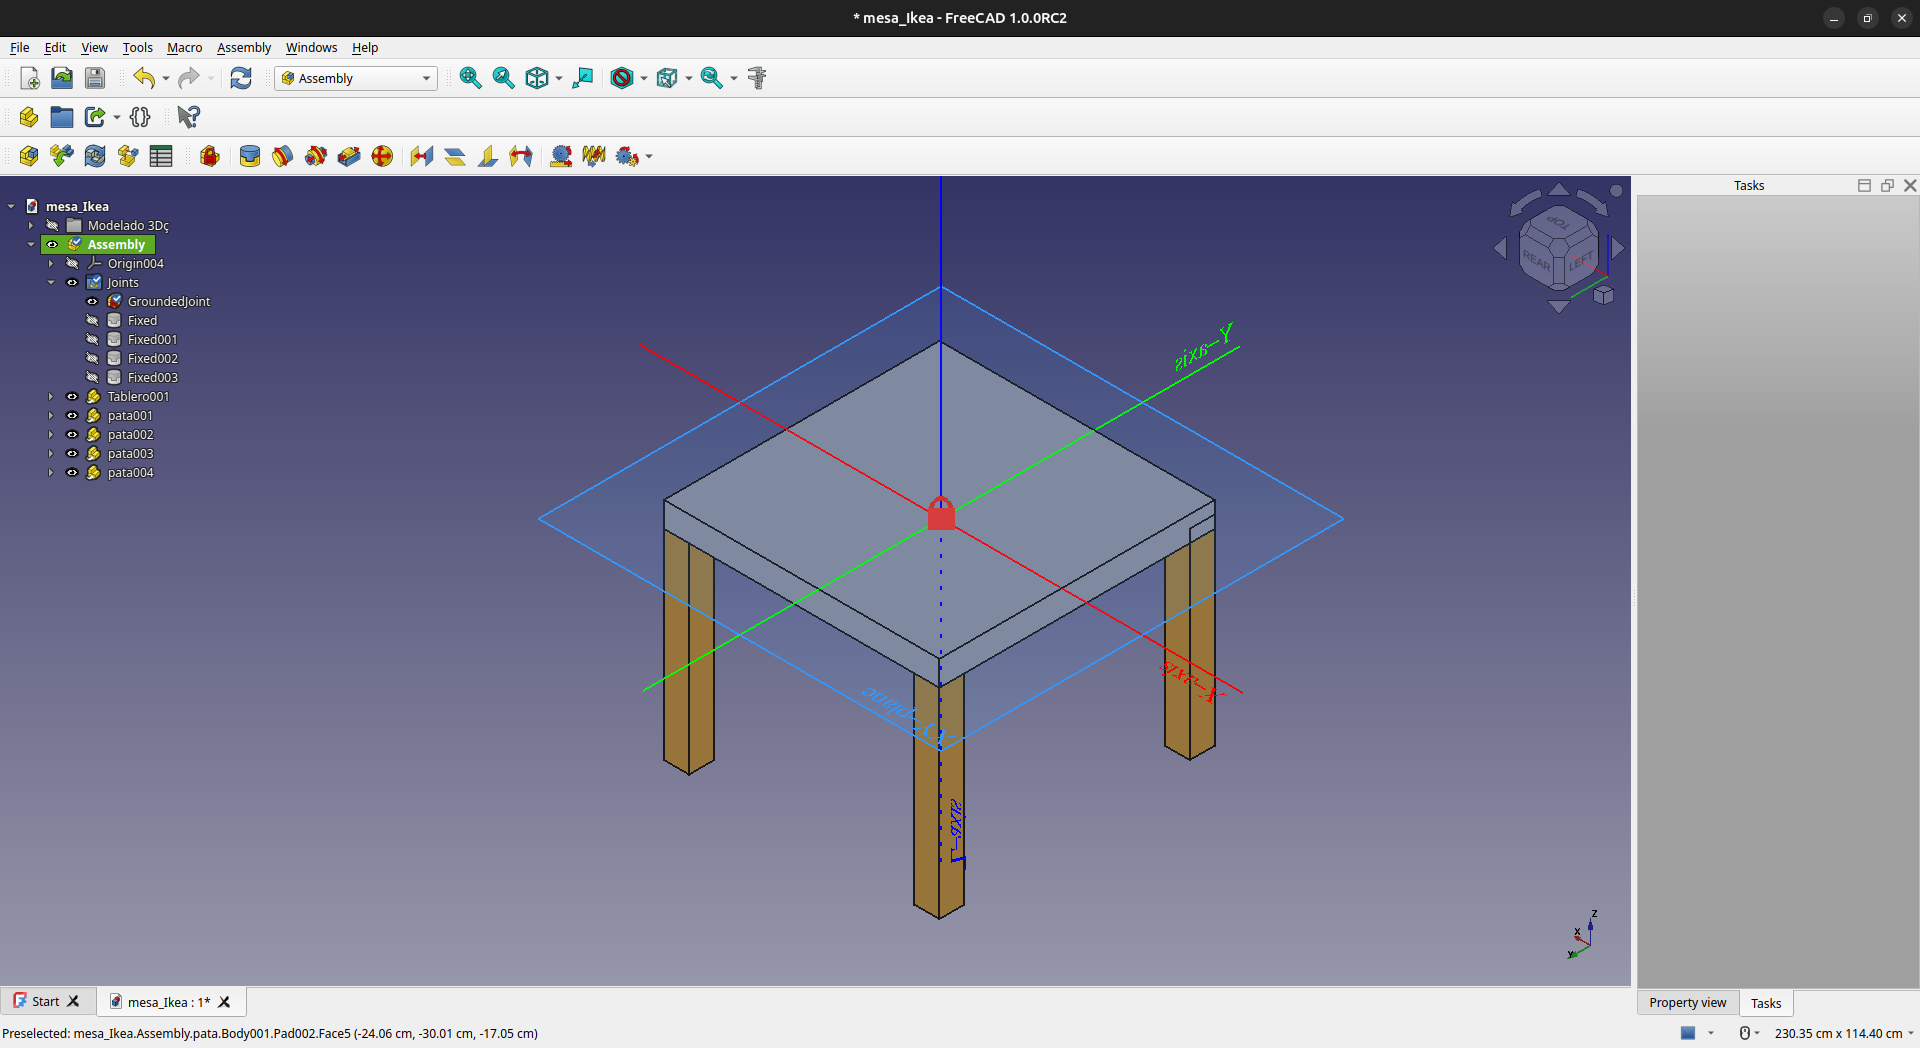 * mesa_Ikea - FreeCAD 1.0.0RC2
File Edit View Tools Macro Assembly Windows Help
Assembly
Tasks
mesa_Ikea
Modelado 3Dç
Assembly
Origin004
Joints
GroundedJoint
Fixed
Fixed001
Fixed002
Fixed003
Tablero001
pata001
pata002
pata003
pata004
TOP
REAR
LEFT
Y-axis
X-axis
XY-plane
Z-axis
Z
X
Y
Start
mesa_Ikea : 1*
Property view
Tasks
Preselected: mesa_Ikea.Assembly.pata.Body001.Pad002.Face5 (-24.06 cm, -30.01 cm, -17.05 cm)
230.35 cm x 114.40 cm